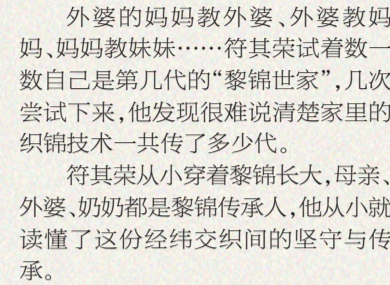 外婆的妈妈教外婆、外婆教妈
妈、妈妈教妹妹……符其荣试着数一
数自己是第几代的“黎锦世家”,几次
尝试下来,他发现很难说清楚家里的
织锦技术一共传了多少代。
符其荣从小穿着黎锦长大,母亲、
外婆、奶奶都是黎锦传承人,他从小就
读懂了这份经纬交织间的坚守与传
承。